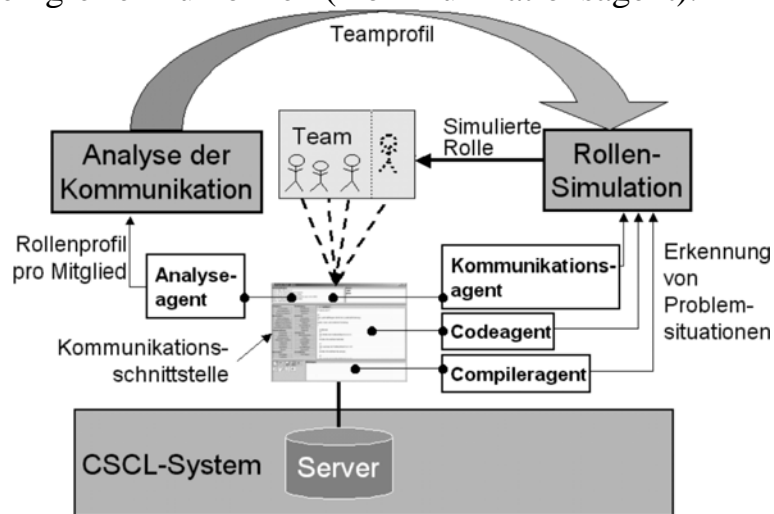 Teamprofil
Team
Simulierte
Rolle
Analyse der
Kommunikation
Rollen-
Simulation
Rollenprofil
pro Mitglied
Analyse-
agent
Kommunikations-
agent
Erkennung
von
Problem-
situationen
Codeagent
Kommunikations-
schnittstelle
Compileragent
CSCL-System
Server